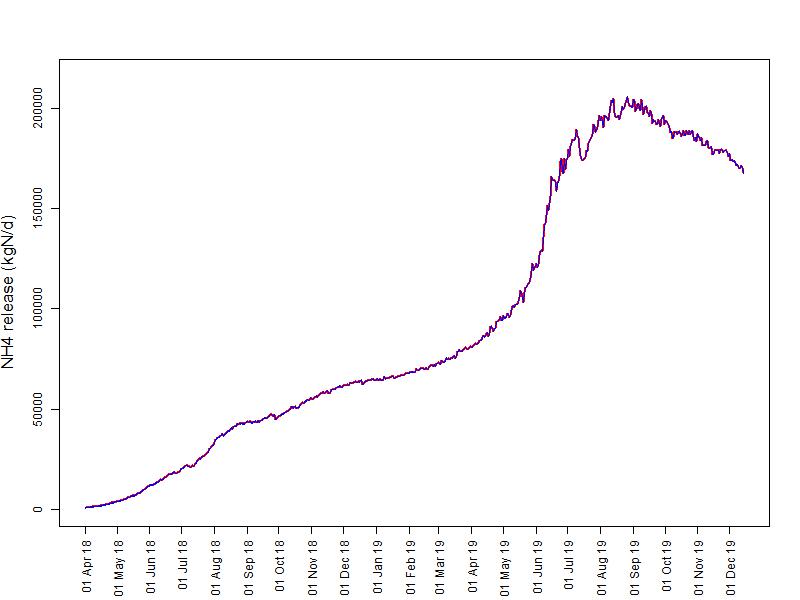 NH4 release (kgN/d)
200000
150000
100000
50000
0
01 Apr 18
01 May 18
01 Jun 18
01 Jul 18
01 Aug 18
01 Sep 18
01 Oct 18
01 Nov 18
01 Dec 18
01 Jan 19
01 Feb 19
01 Mar 19
01 Apr 19
01 May 19
01 Jun 19
01 Jul 19
01 Aug 19
01 Sep 19
01 Oct 19
01 Nov 19
01 Dec 19